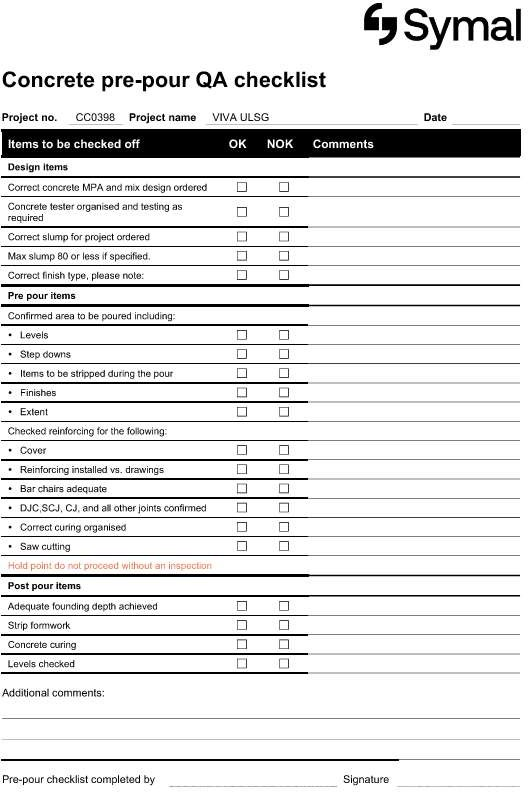 Symal
Concrete pre-pour QA checklist
Project no. CC0398 Project name VIVA ULSG Date
Items to be checked off OK NOK Comments
Design items
Correct concrete MPA and mix design ordered
Concrete tester organised and testing as
required
Correct slump for project ordered
Max slump 80 or less if specified.
Correct finish type, please note:
Pre pour items
Confirmed area to be poured including:
• Levels
• Step downs
• Items to be stripped during the pour
• Finishes
• Extent
Checked reinforcing for the following:
• Cover
• Reinforcing installed vs. drawings
• Bar chairs adequate
• DJC,SCJ, CJ, and all other joints confirmed
• Correct curing organised
• Saw cutting
Hold point do not proceed without an inspection
Post pour items
Adequate founding depth achieved
Strip formwork
Concrete curing
Levels checked
Additional comments:
Pre-pour checklist completed by Signature